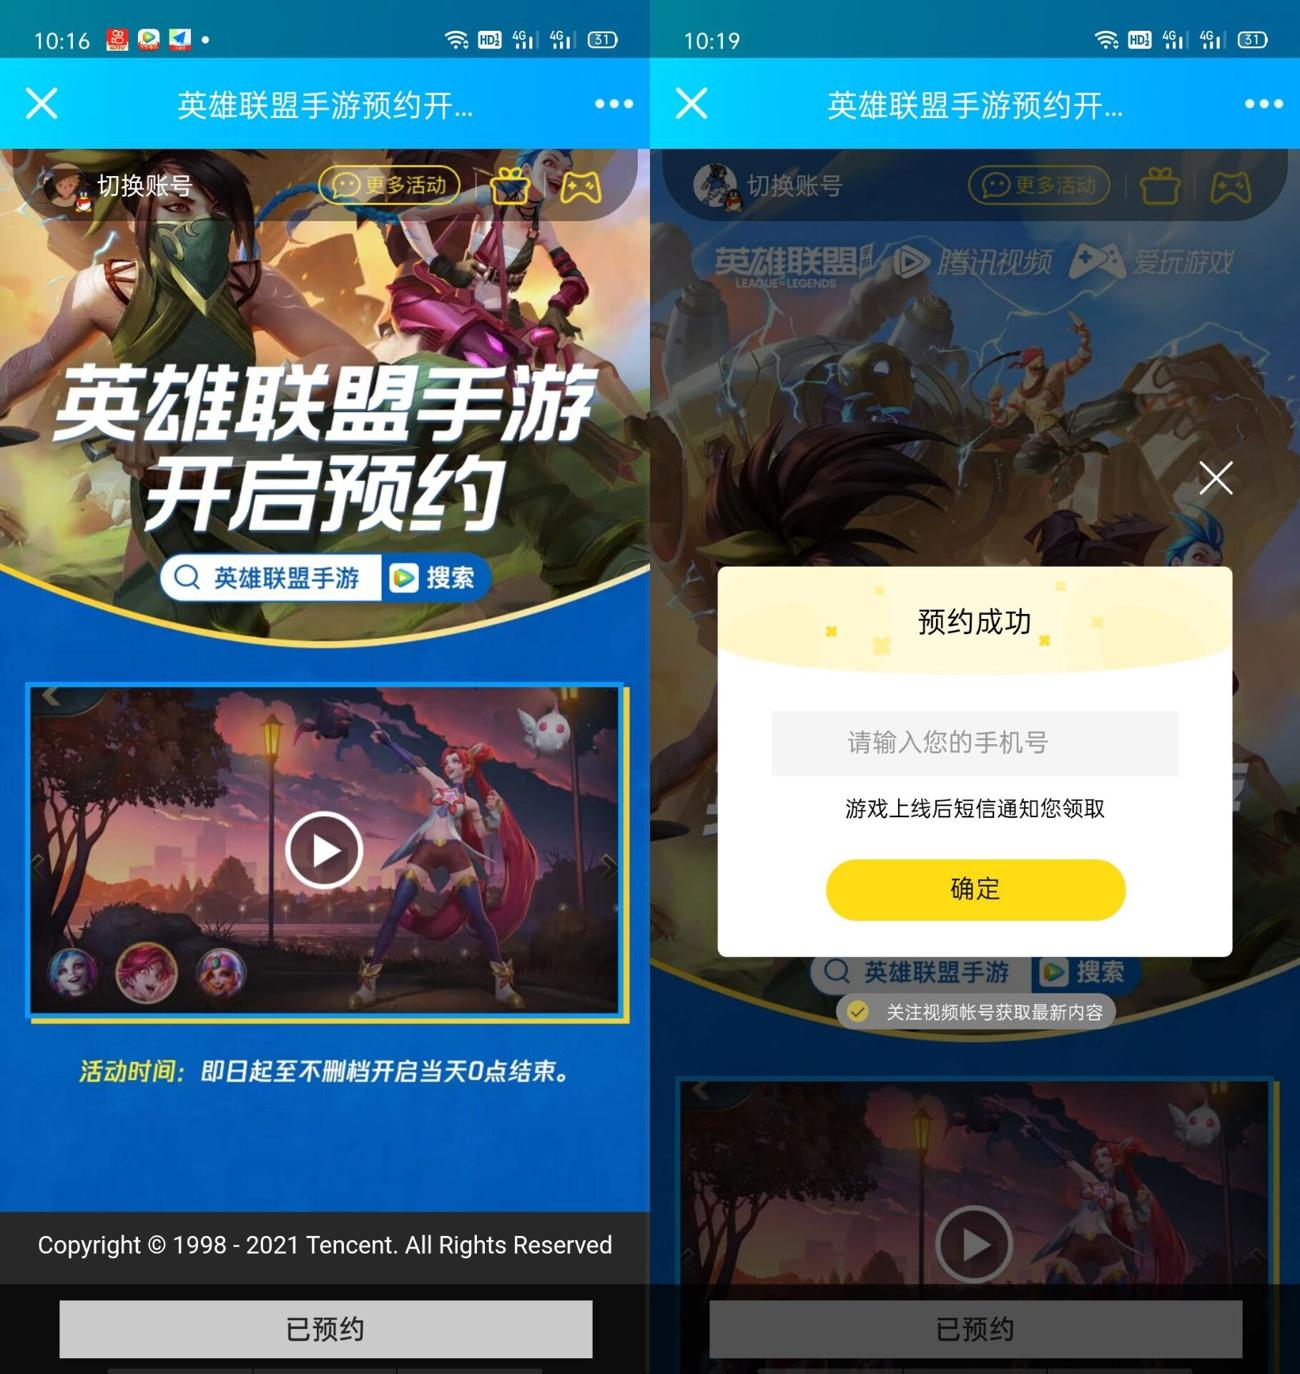 10:16
HD 1 2
4G
4G
31
英雄联盟手游预约开...
切换账号
更多活动
英雄联盟手游
开启预约
英雄联盟手游 搜索
活动时间：即日起至不删档开启当天0点结束。
Copyright © 1998 - 2021 Tencent. All Rights Reserved
已预约
10:19
HD 1 2
4G
4G
31
英雄联盟手游预约开...
切换账号
更多活动
英雄联盟手游 腾讯视频 爱玩游戏
LEAGUE OF LEGENDS
预约成功
请输入您的手机号
游戏上线后短信通知您领取
确定
英雄联盟手游 搜索
关注视频帐号获取最新内容
已预约